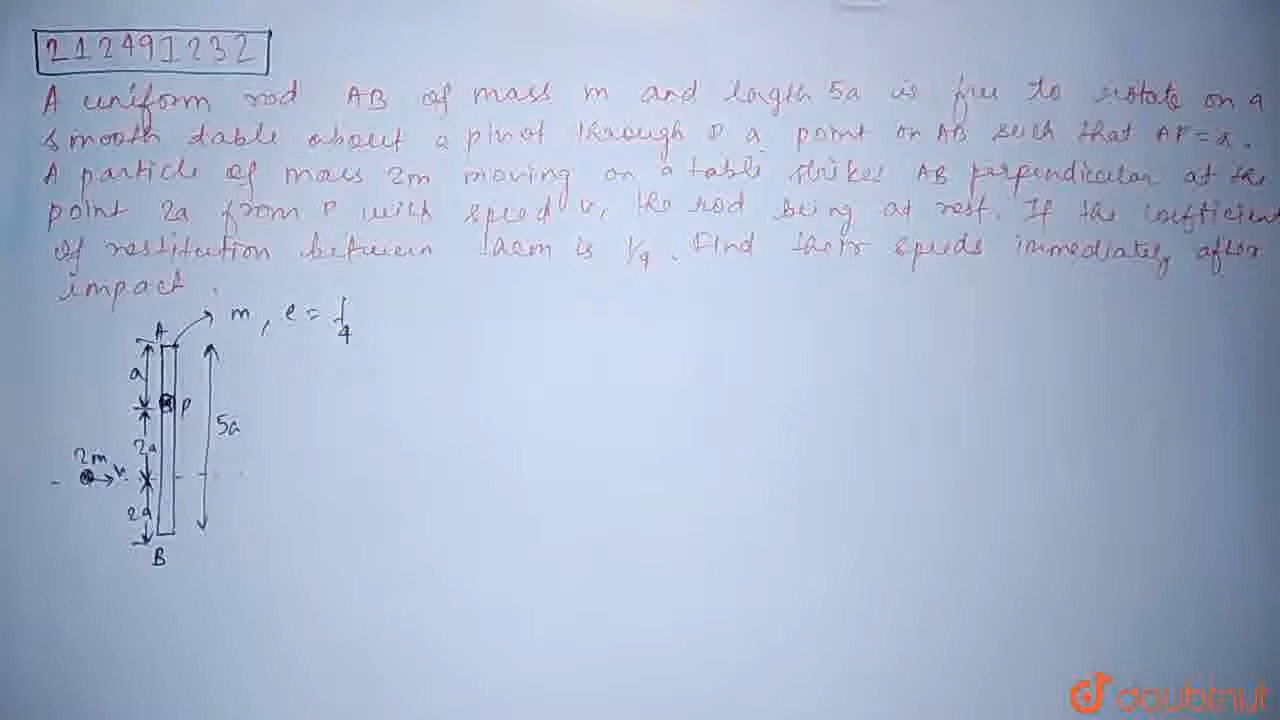 212491232
A uniform rod AB of mass m and length 5a is free to rotate on a
smooth table about a pivot through P a point on AB such that AP = a.
A particle of mass 2m moving on a table strikes AB perpendicular at the
point 2a from P with speed v, the rod being at rest. If the coefficient
of restitution between them is 1/4. Find their speeds immediately after
impact.
m, e = 1/4
A
a
P
5a
2a
2m
v
2a
B
doubtnut